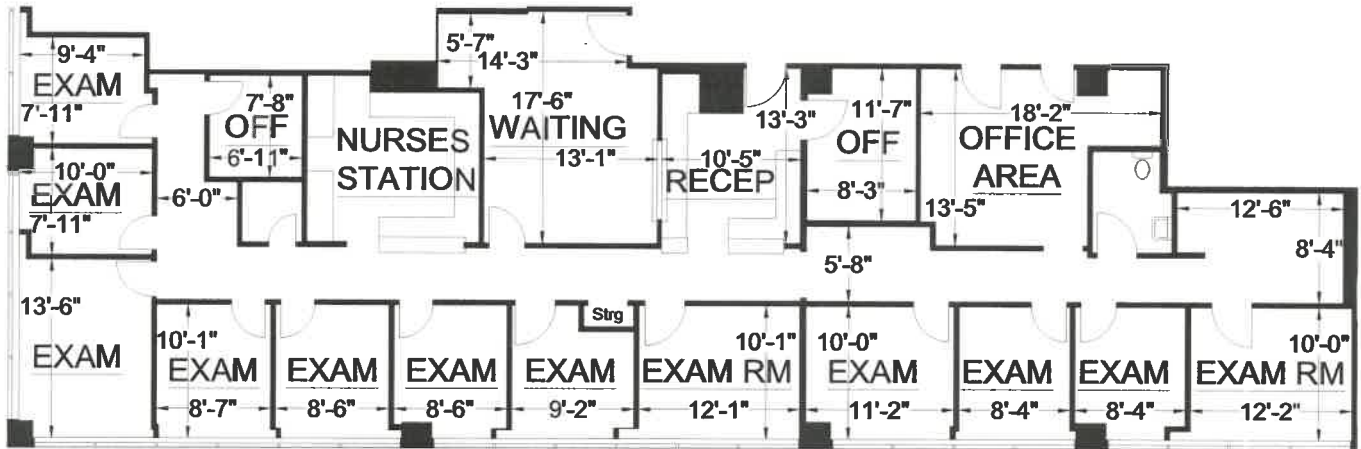 9'-4"
EXAM
7'-11"
10'-0"
EXAM
7'-11"
13'-6"
EXAM
6'-0"
7'-8"
OFF
6'-11"
NURSES
STATION
5'-7"
14'-3"
17'-6"
WAITING
13'-1"
13'-3"
10'-5"
RECEP
11'-7"
OFF
8'-3"
18'-2"
OFFICE
AREA
13'-5"
12'-6"
8'-4"
5'-8"
10'-1"
EXAM
8'-7"
EXAM
8'-6"
EXAM
8'-6"
Strg
EXAM
9'-2"
10'-1"
EXAM RM
12'-1"
10'-0"
EXAM
11'-2"
EXAM
8'-4"
EXAM
8'-4"
10'-0"
EXAM RM
12'-2"